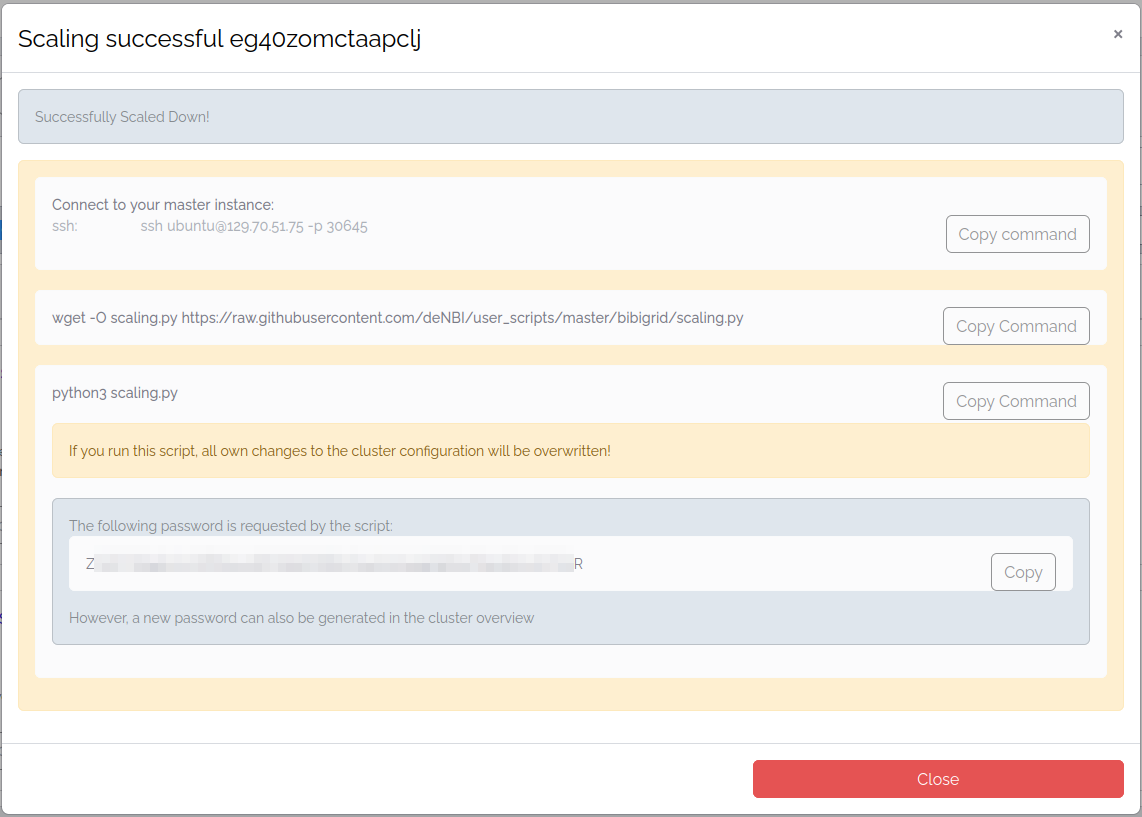 Scaling successful eg40zomctaapclj
×
Successfully Scaled Down!
Connect to your master instance:
ssh: ssh ubuntu@129.70.51.75 -p 30645
Copy command
wget -O scaling.py https://raw.githubusercontent.com/deNBI/user_scripts/master/bibigrid/scaling.py
Copy Command
python3 scaling.py
Copy Command
If you run this script, all own changes to the cluster configuration will be overwritten!
The following password is requested by the script:
Z R
Copy
However, a new password can also be generated in the cluster overview
Close